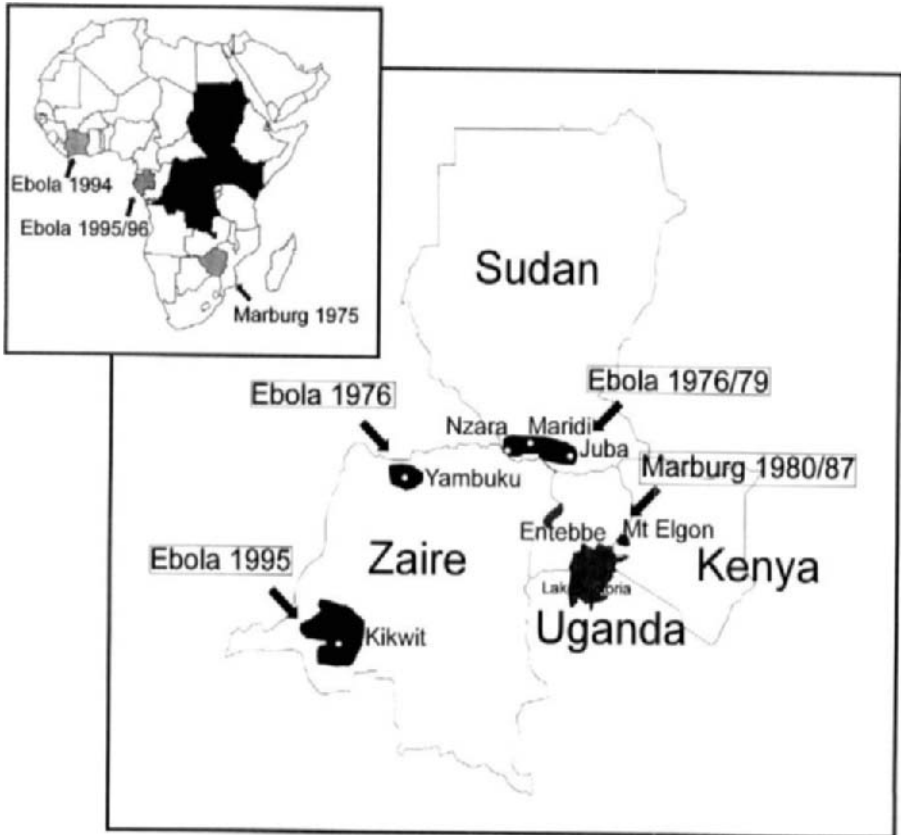 Ebola 1994
Ebola 1995/96
Marburg 1975
Sudan
Ebola 1976/79
Ebola 1976
Nzara
Maridi
Juba
Marburg 1980/87
Yambuku
Entebbe
Mt Elgon
Ebola 1995
Zaire
Kenya
Uganda
Kikwit